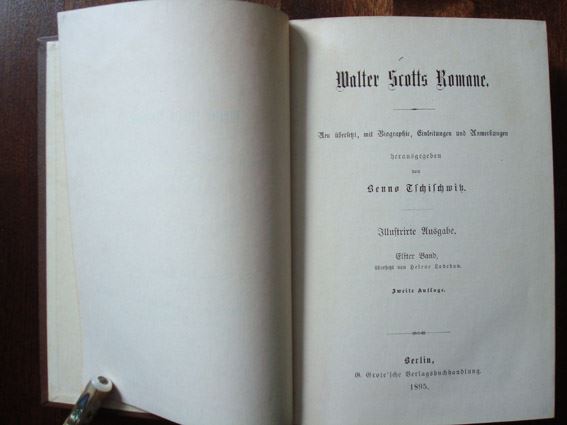 Walter Scotts Romane.
Neu übersetzt, mit Biographie, Einleitungen und Anmerkungen
herausgegeben
von
Benno Tschischwitz.
Illustrirte Ausgabe.
Elfter Band,
übersetzt von Helene Lobedan.
Zweite Auflage.
Berlin,
G. Grote'sche Verlagsbuchhandlung.
1895.